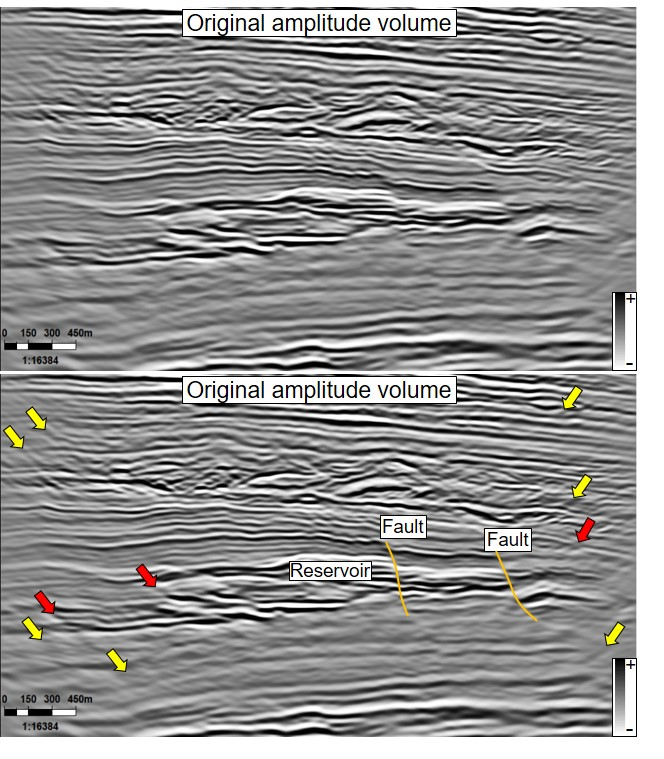 Original amplitude volume
+
0 150 300 450m
1:16384
-
Original amplitude volume
Fault
Fault
Reservoir
+
0 150 300 450m
1:16384
-